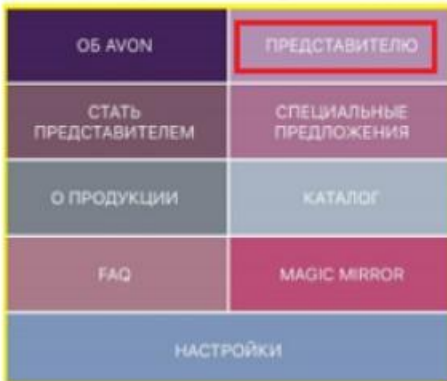 ОБ AVON
ПРЕДСТАВИТЕЛЮ
СТАТЬ
ПРЕДСТАВИТЕЛЕМ
СПЕЦИАЛЬНЫЕ
ПРЕДЛОЖЕНИЯ
О ПРОДУКЦИИ
КАТАЛОГ
FAQ
MAGIC MIRROR
НАСТРОЙКИ